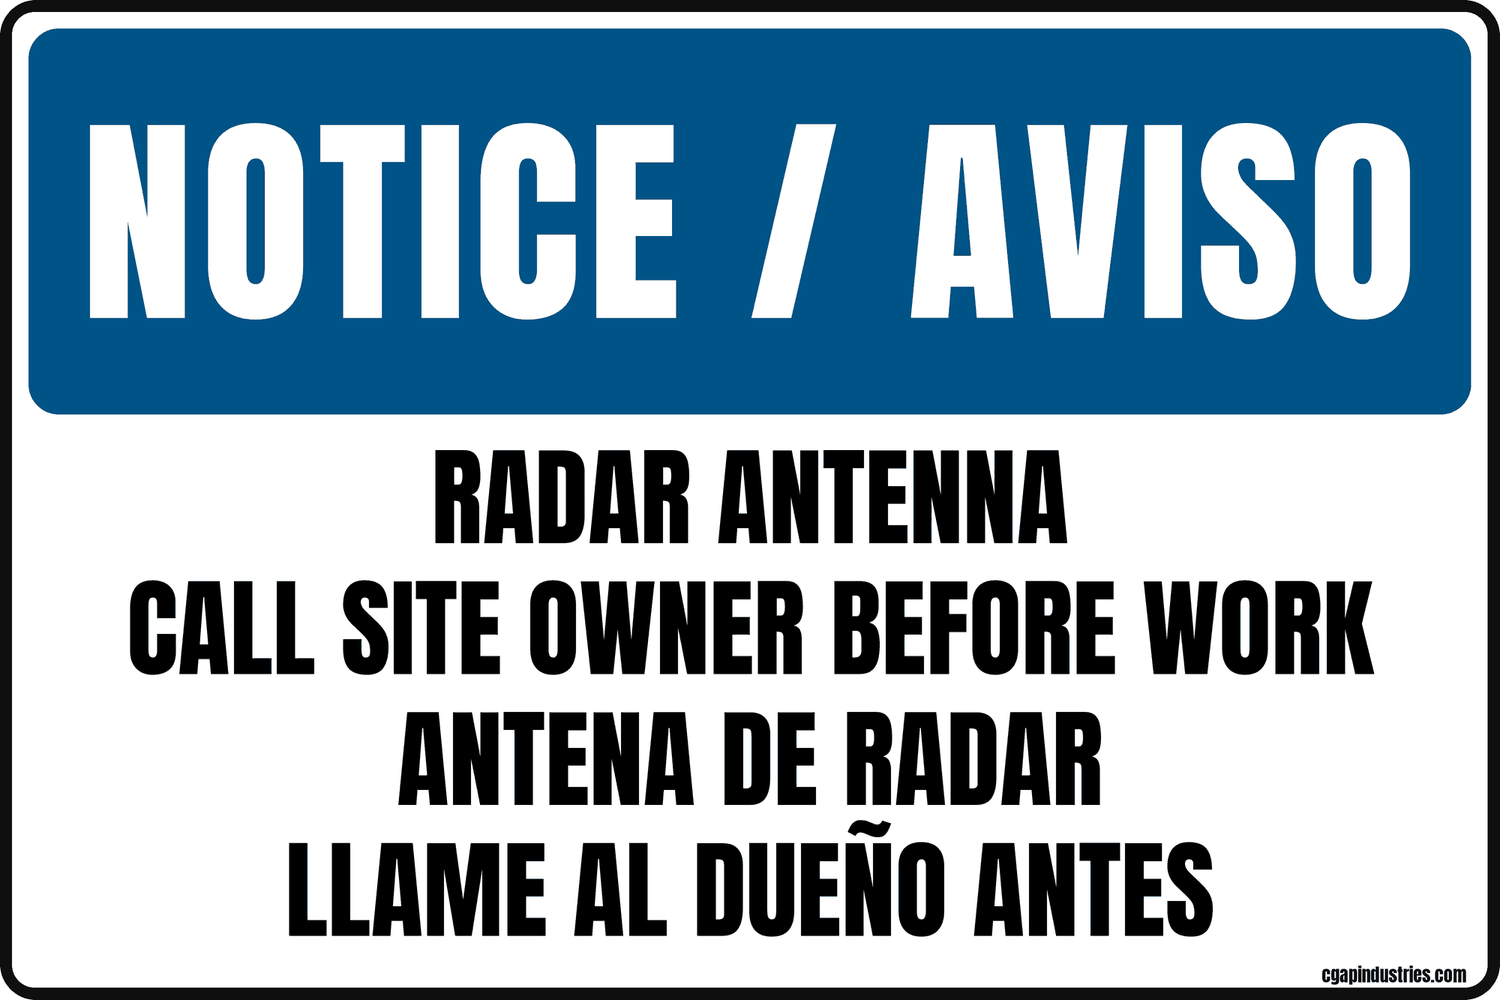 NOTICE / AVISO
RADAR ANTENNA
CALL SITE OWNER BEFORE WORK
ANTENA DE RADAR
LLAME AL DUEÑO ANTES
cgapindustries.com